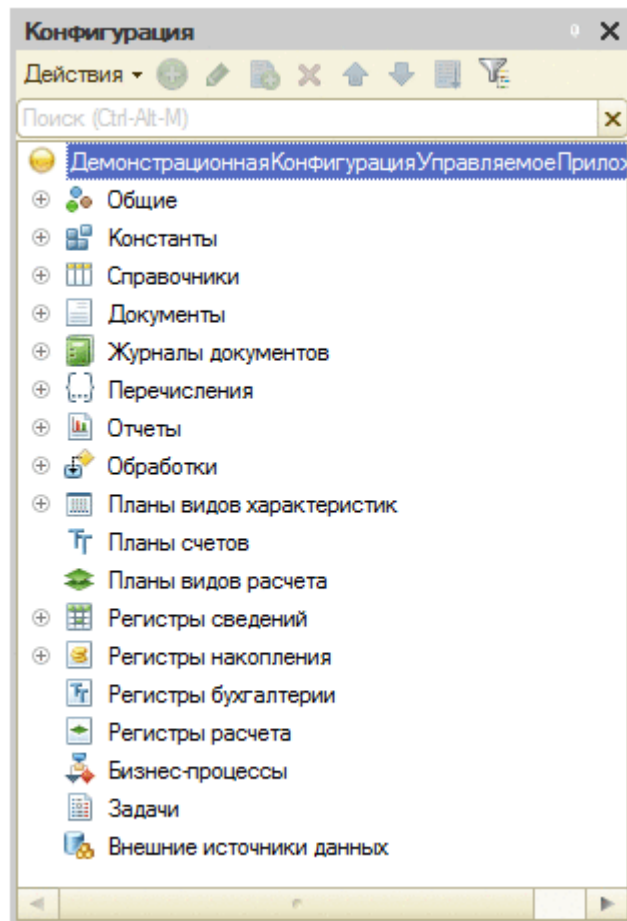 Конфигурация
Действия
Поиск (Ctrl-Alt-M)
ДемонстрационнаяКонфигурацияУправляемоеПрилож
Общие
Константы
Справочники
Документы
Журналы документов
Перечисления
Отчеты
Обработки
Планы видов характеристик
Планы счетов
Планы видов расчета
Регистры сведений
Регистры накопления
Регистры бухгалтерии
Регистры расчета
Бизнес-процессы
Задачи
Внешние источники данных